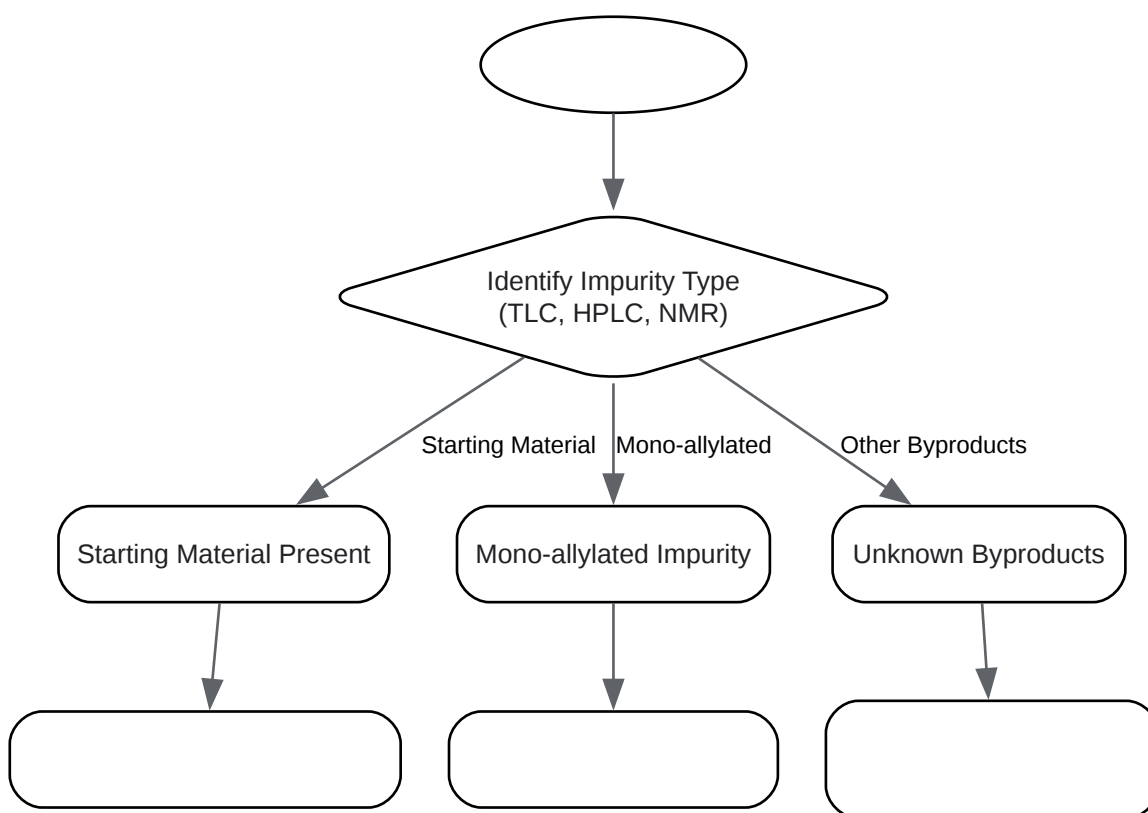 Identify Impurity Type
(TLC, HPLC, NMR)
Starting Material
Mono-allylated
Other Byproducts
Starting Material Present
Mono-allylated Impurity
Unknown Byproducts